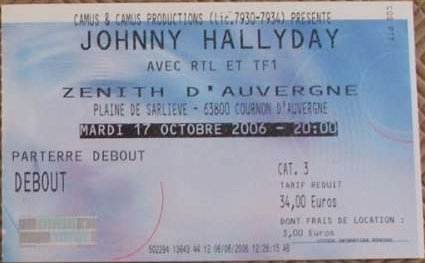 CAMUS & CAMUS PRODUCTIONS (Lic.7930-7934) PRESENTE
JOHNNY HALLYDAY
AVEC RTL ET TF1
ZENITH D'AUVERGNE
PLAINE DE SARLIEVE - 63800 COURNON D'AUVERGNE
MARDI 17 OCTOBRE 2006 - 20:00
PARTERRE DEBOUT
DEBOUT
CAT. 3
TARIF REDUIT
34,00 Euros
DONT FRAIS DE LOCATION :
3,00 Euros